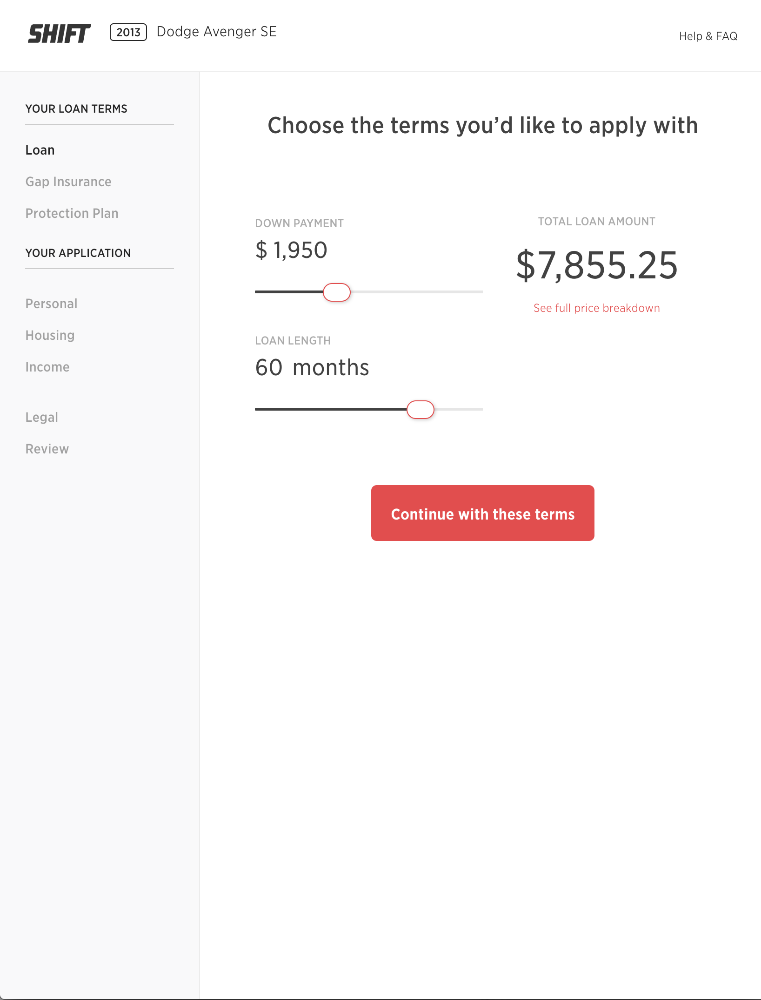 SHIFT 2013 Dodge Avenger SE
Help & FAQ
YOUR LOAN TERMS
Loan
Gap Insurance
Protection Plan
YOUR APPLICATION
Personal
Housing
Income
Legal
Review
Choose the terms you’d like to apply with
DOWN PAYMENT
$ 1,950
LOAN LENGTH
60 months
TOTAL LOAN AMOUNT
$7,855.25
See full price breakdown
Continue with these terms